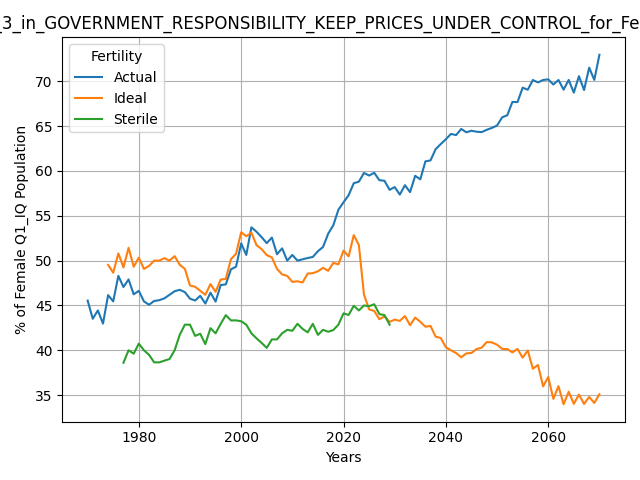 _3_in_GOVERNMENT_RESPONSIBILITY_KEEP_PRICES_UNDER_CONTROL_for_Fe
Fertility
Actual
Ideal
Sterile
% of Female Q1_IQ Population
70
65
60
55
50
45
40
35
1980
2000
2020
2040
2060
Years